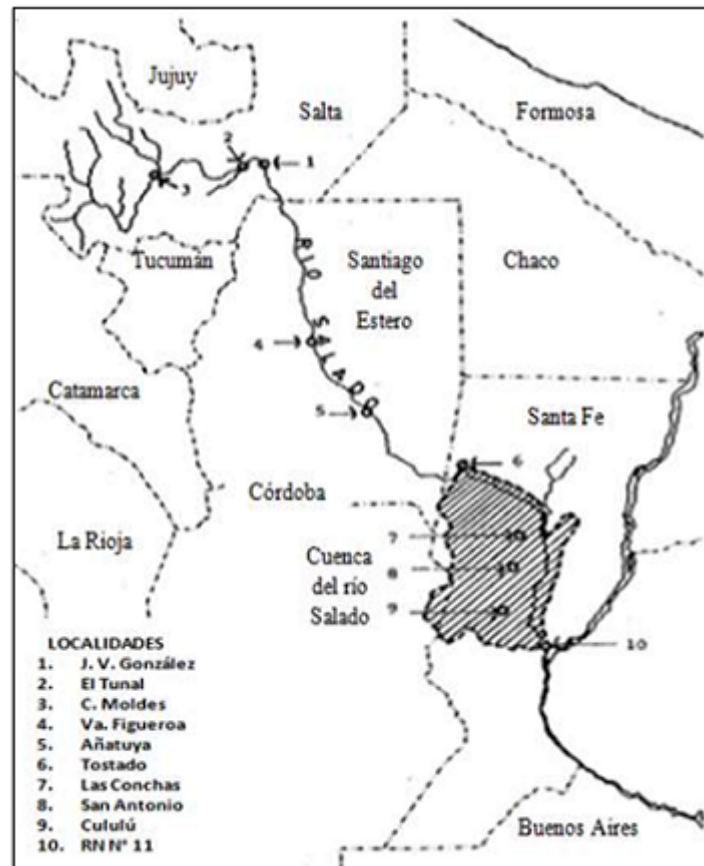 Jujuy
Salta
Formosa
2
1
3
Tucumán
RIO SALADO
Santiago
del
Estero
Chaco
4
Catamarca
5
Santa Fe
6
Córdoba
La Rioja
7
Cuenca
del río
Salado
8
9
10
LOCALIDADES
1. J. V. González
2. El Tunal
3. C. Moldes
4. Va. Figueroa
5. Añatuya
6. Tostado
7. Las Conchas
8. San Antonio
9. Cululú
10. RN N° 11
Buenos Aires